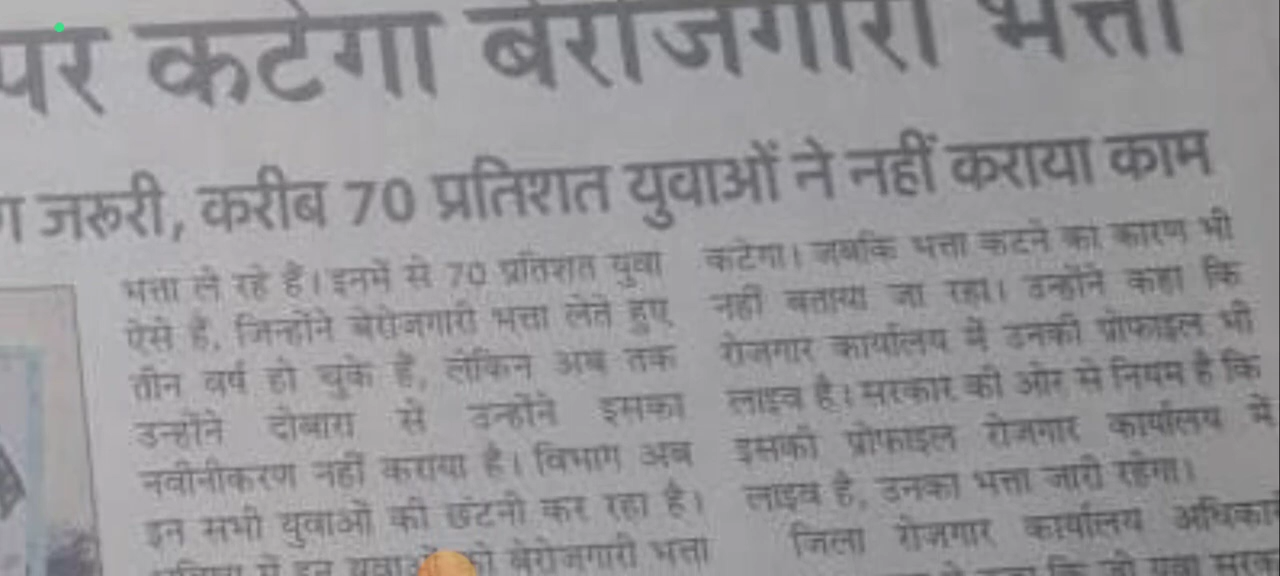 पर कटेगा बेरोजगारी भत्ता
जरूरी, करीब 70 प्रतिशत युवाओं ने नहीं कराया काम
भत्ता ले रहे है। इनमें से 70 प्रतिशत युवा
ऐसे है, जिन्होंने बेरोजगारी भत्ता लेते हुए
तीन वर्ष हो चुके है, लेकिन अब तक
उन्होंने दोबारा से उन्होंने इसका
नवीनीकरण नहीं कराया है। विभाग अब
इन सभी युवाओं की छंटनी कर रहा है।
में इन बेरोजगारी भत्ता
कटेगा। जबकि भत्ता कटने का कारण भी
नहीं बताया जा रहा। उन्होंने कहा कि
रोजगार कार्यालय में उनकी प्रोफाइल भी
लाइव है। सरकार की ओर से नियम है कि
इसकी प्रोफाइल रोजगार कार्यालय में
लाइव है, उनका भत्ता जारी रहेगा।
जिला रोजगार कार्यालय